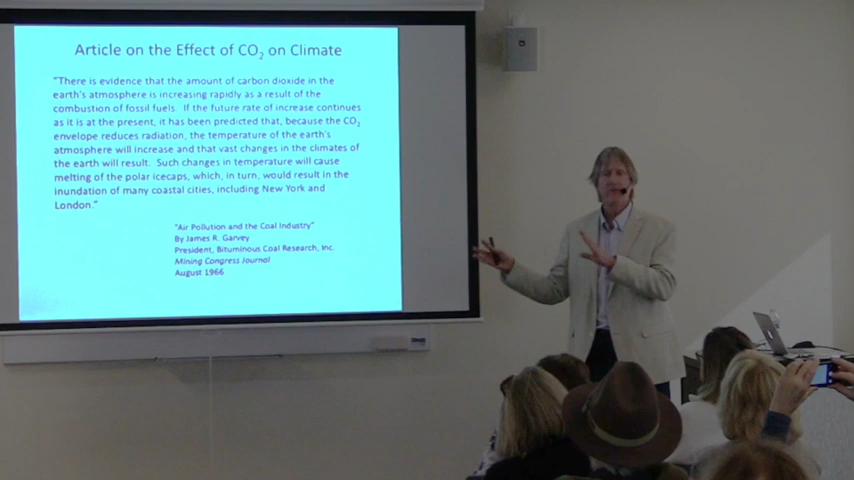 Article on the Effect of CO₂ on Climate
"There is evidence that the amount of carbon dioxide in the
earth's atmosphere is increasing rapidly as a result of the
combustion of fossil fuels. If the future rate of increase continues
as it is at the present, it has been predicted that, because the CO₂
envelope reduces radiation, the temperature of the earth's
atmosphere will increase and that vast changes in the climates of
the earth will result. Such changes in temperature will cause
melting of the polar icecaps, which, in turn, would result in the
inundation of many coastal cities, including New York and
London."
"Air Pollution and the Coal Industry"
By James R. Garvey
President, Bituminous Coal Research, Inc.
Mining Congress Journal
August 1966